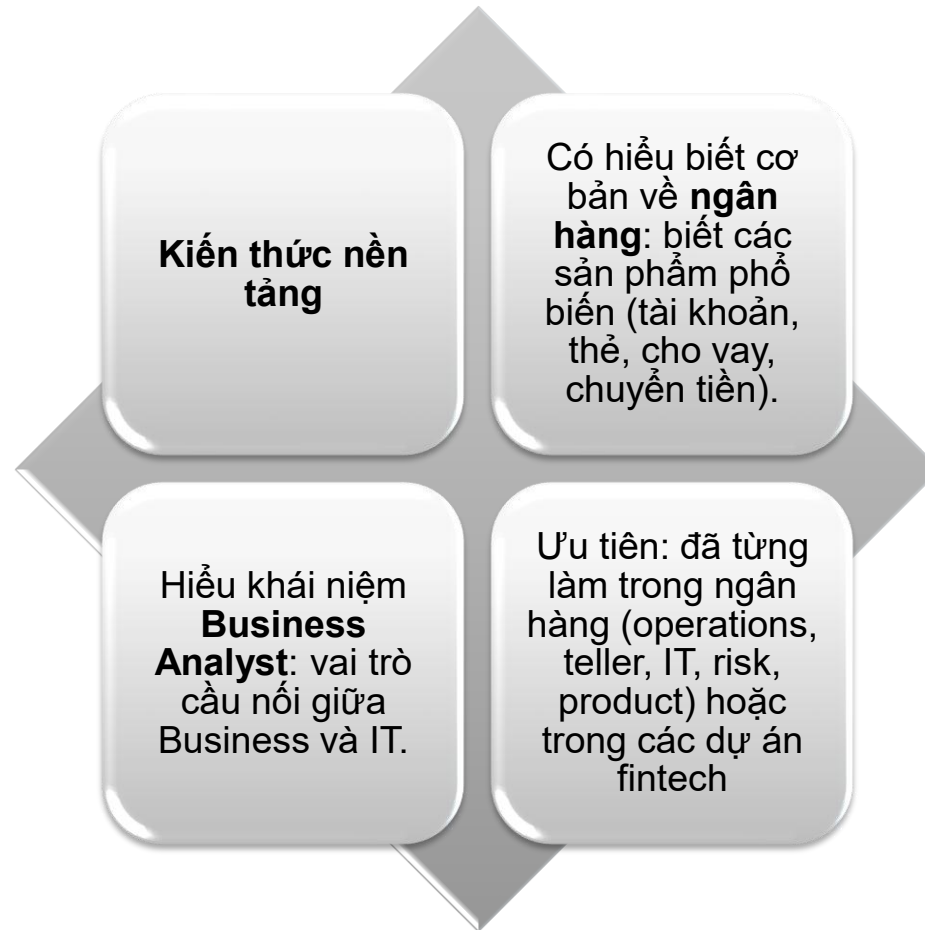 Kiến thức nền
tảng
Có hiểu biết cơ
bản về ngân
hàng: biết các
sản phẩm phổ
biến (tài khoản,
thẻ, cho vay,
chuyển tiền).
Hiểu khái niệm
Business
Analyst: vai trò
cầu nối giữa
Business và IT.
Ưu tiên: đã từng
làm trong ngân
hàng (operations,
teller, IT, risk,
product) hoặc
trong các dự án
fintech